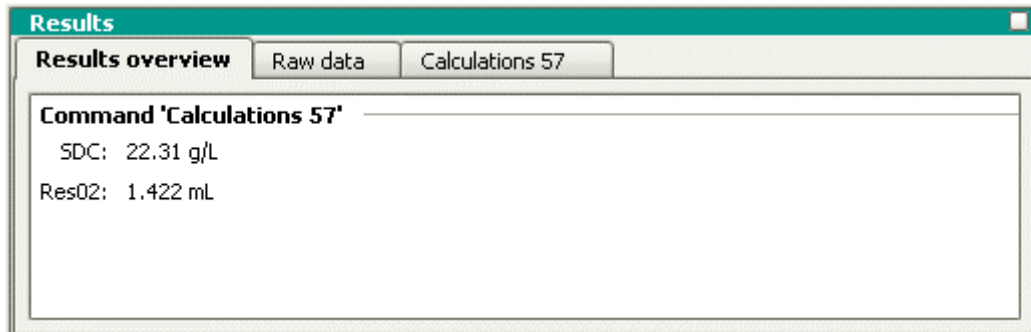 Results
Results overview Raw data Calculations 57
Command 'Calculations 57'
SDC: 22.31 g/L
Res02: 1.422 mL